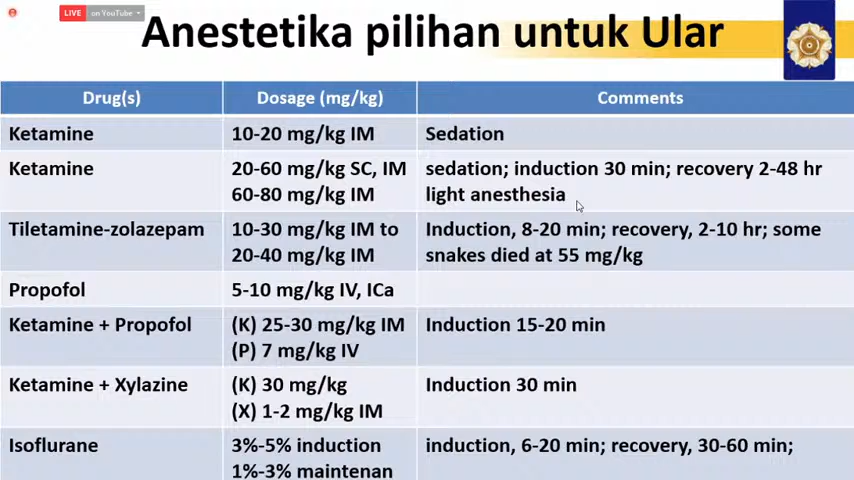 LIVE on YouTube
Anestetika pilihan untuk Ular
Drug(s) Dosage (mg/kg) Comments
Ketamine 10-20 mg/kg IM Sedation
Ketamine 20-60 mg/kg SC, IM sedation; induction 30 min; recovery 2-48 hr
60-80 mg/kg IM light anesthesia
Tiletamine-zolazepam 10-30 mg/kg IM to Induction, 8-20 min; recovery, 2-10 hr; some
20-40 mg/kg IM snakes died at 55 mg/kg
Propofol 5-10 mg/kg IV, ICa
Ketamine + Propofol (K) 25-30 mg/kg IM Induction 15-20 min
(P) 7 mg/kg IV
Ketamine + Xylazine (K) 30 mg/kg Induction 30 min
(X) 1-2 mg/kg IM
Isoflurane 3%-5% induction induction, 6-20 min; recovery, 30-60 min;
1%-3% maintenan